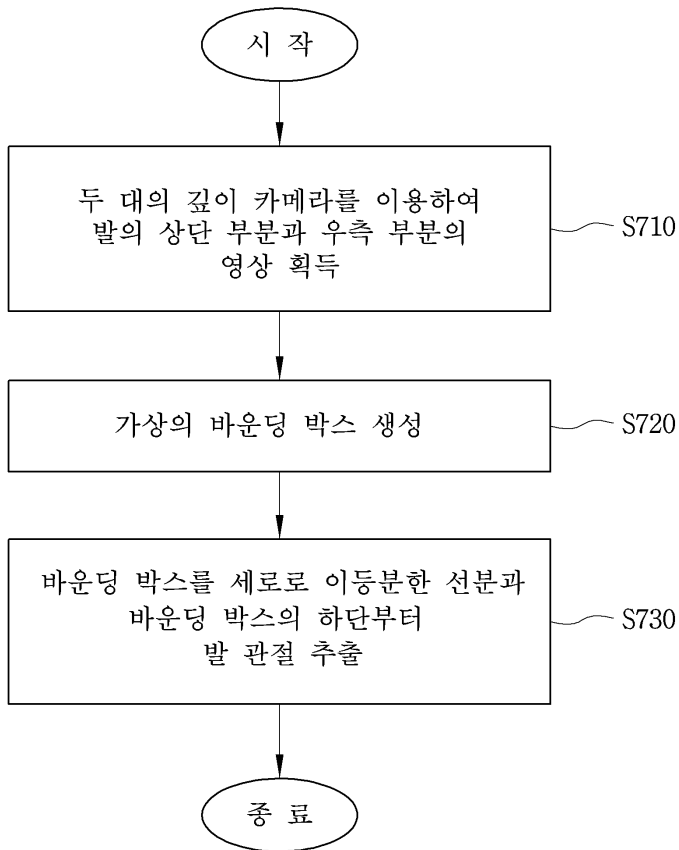 시 작
두 대의 깊이 카메라를 이용하여
발의 상단 부분과 우측 부분의
영상 획득
S710
가상의 바운딩 박스 생성
S720
바운딩 박스를 세로로 이등분한 선분과
바운딩 박스의 하단부터
발 관절 추출
S730
종 료